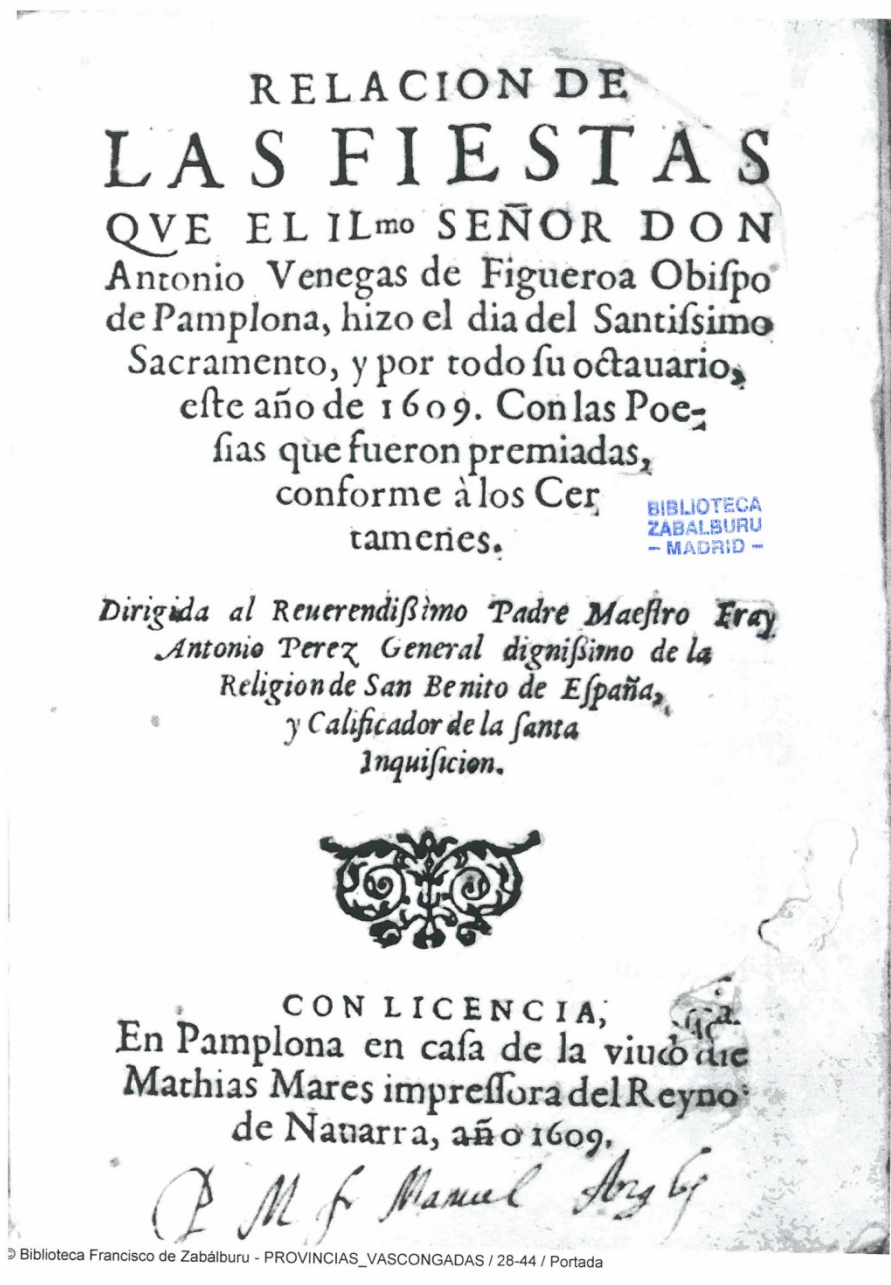 RELACION DE
LAS FIESTAS
QVE EL ILmo SEÑOR DON
Antonio Venegas de Figueroa Obiſpo
de Pamplona, hizo el dia del Santiſsimo
Sacramento, y por todo ſu octauario,
eſte año de 1609. Con las Poe-
ſias que fueron premiadas,
conforme à los Cer
tamenes.
BIBLIOTECA
ZABALBURU
– MADRID –
Dirigida al Reuerendißimo Padre Maeſtro Fray
Antonio Perez General dignißimo de la
Religion de San Benito de Eſpaña,
y Calificador de la ſanta
Inquiſicion.
CON LICENCIA,
En Pamplona en caſa de la
Mathias Mares impreſſora del Reyno
de Nauarra, año 1609.
P M fr Manuel
© Biblioteca Francisco de Zabálburu - PROVINCIAS_VASCONGADAS / 28-44 / Portada